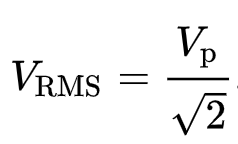 V_RMS = V_p / √2.